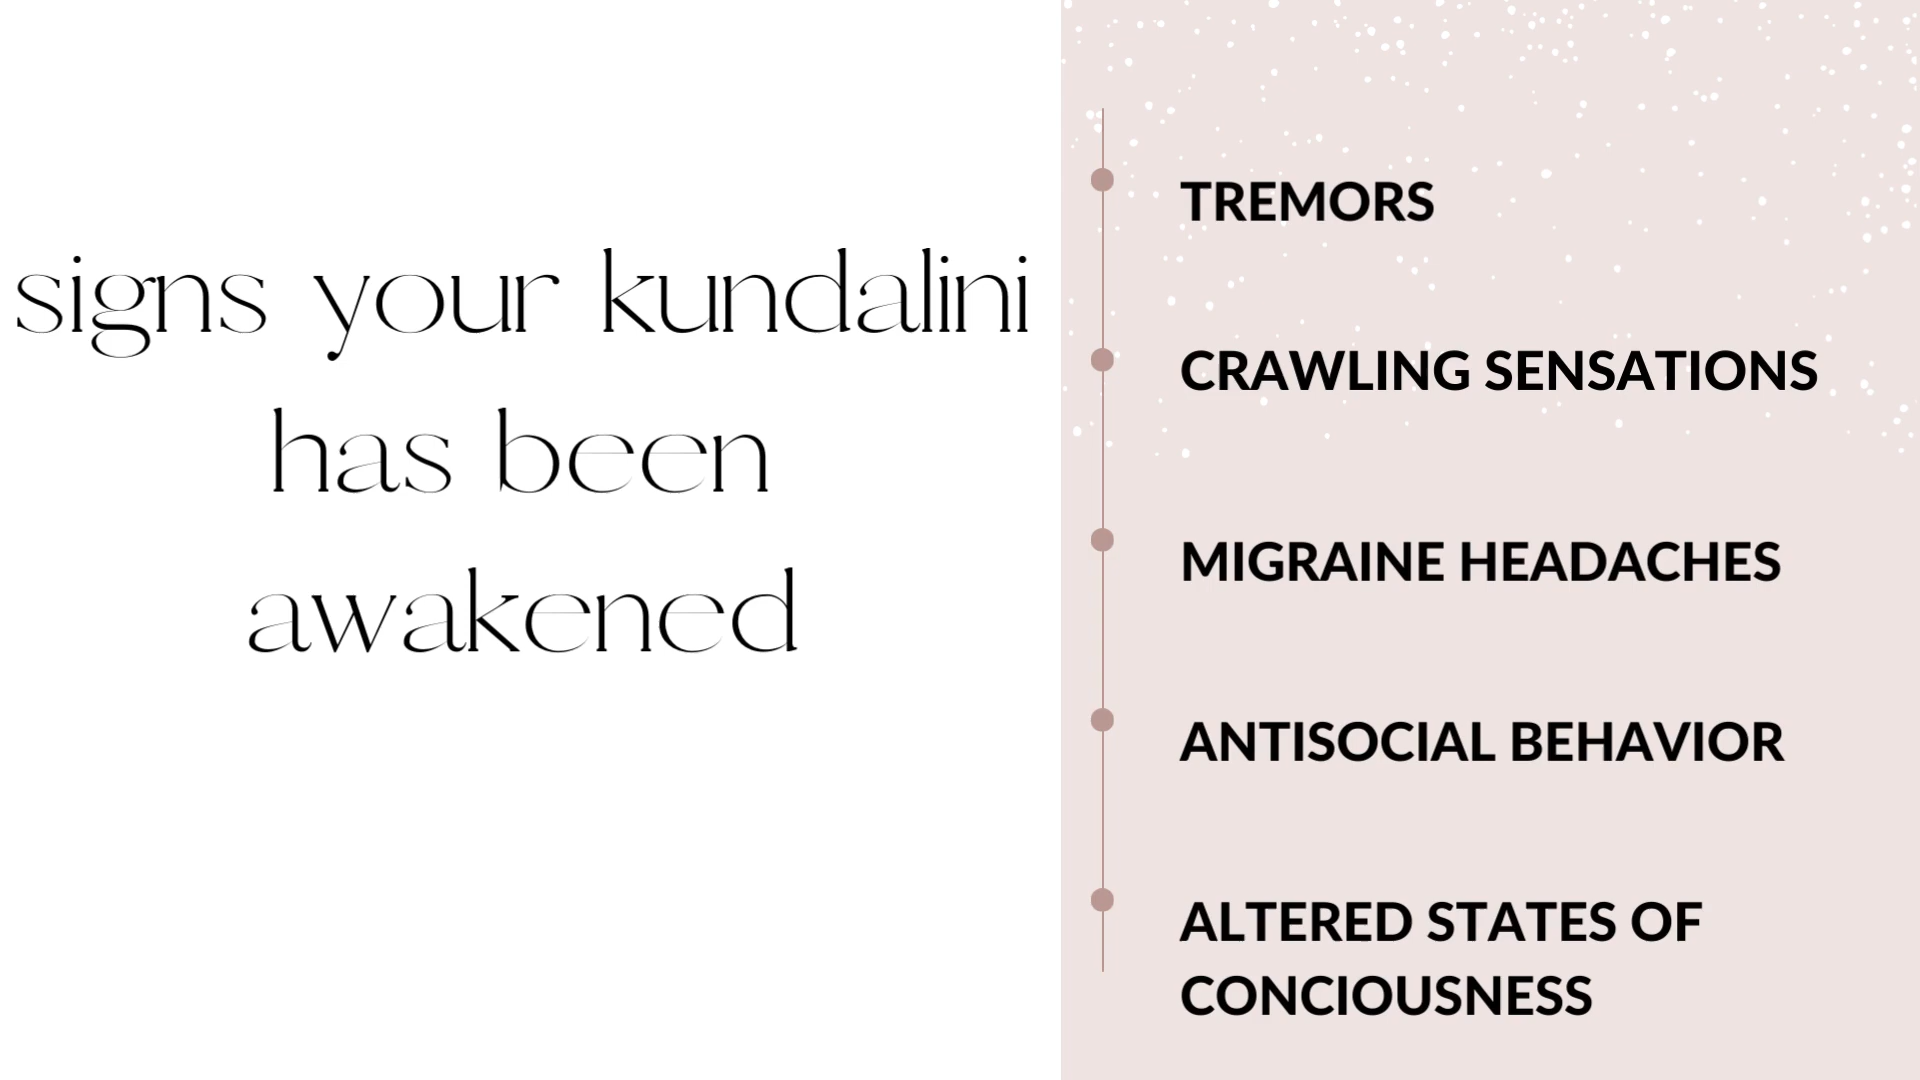 signs your kundalini
has been
awakened
TREMORS
CRAWLING SENSATIONS
MIGRAINE HEADACHES
ANTISOCIAL BEHAVIOR
ALTERED STATES OF
CONCIOUSNESS